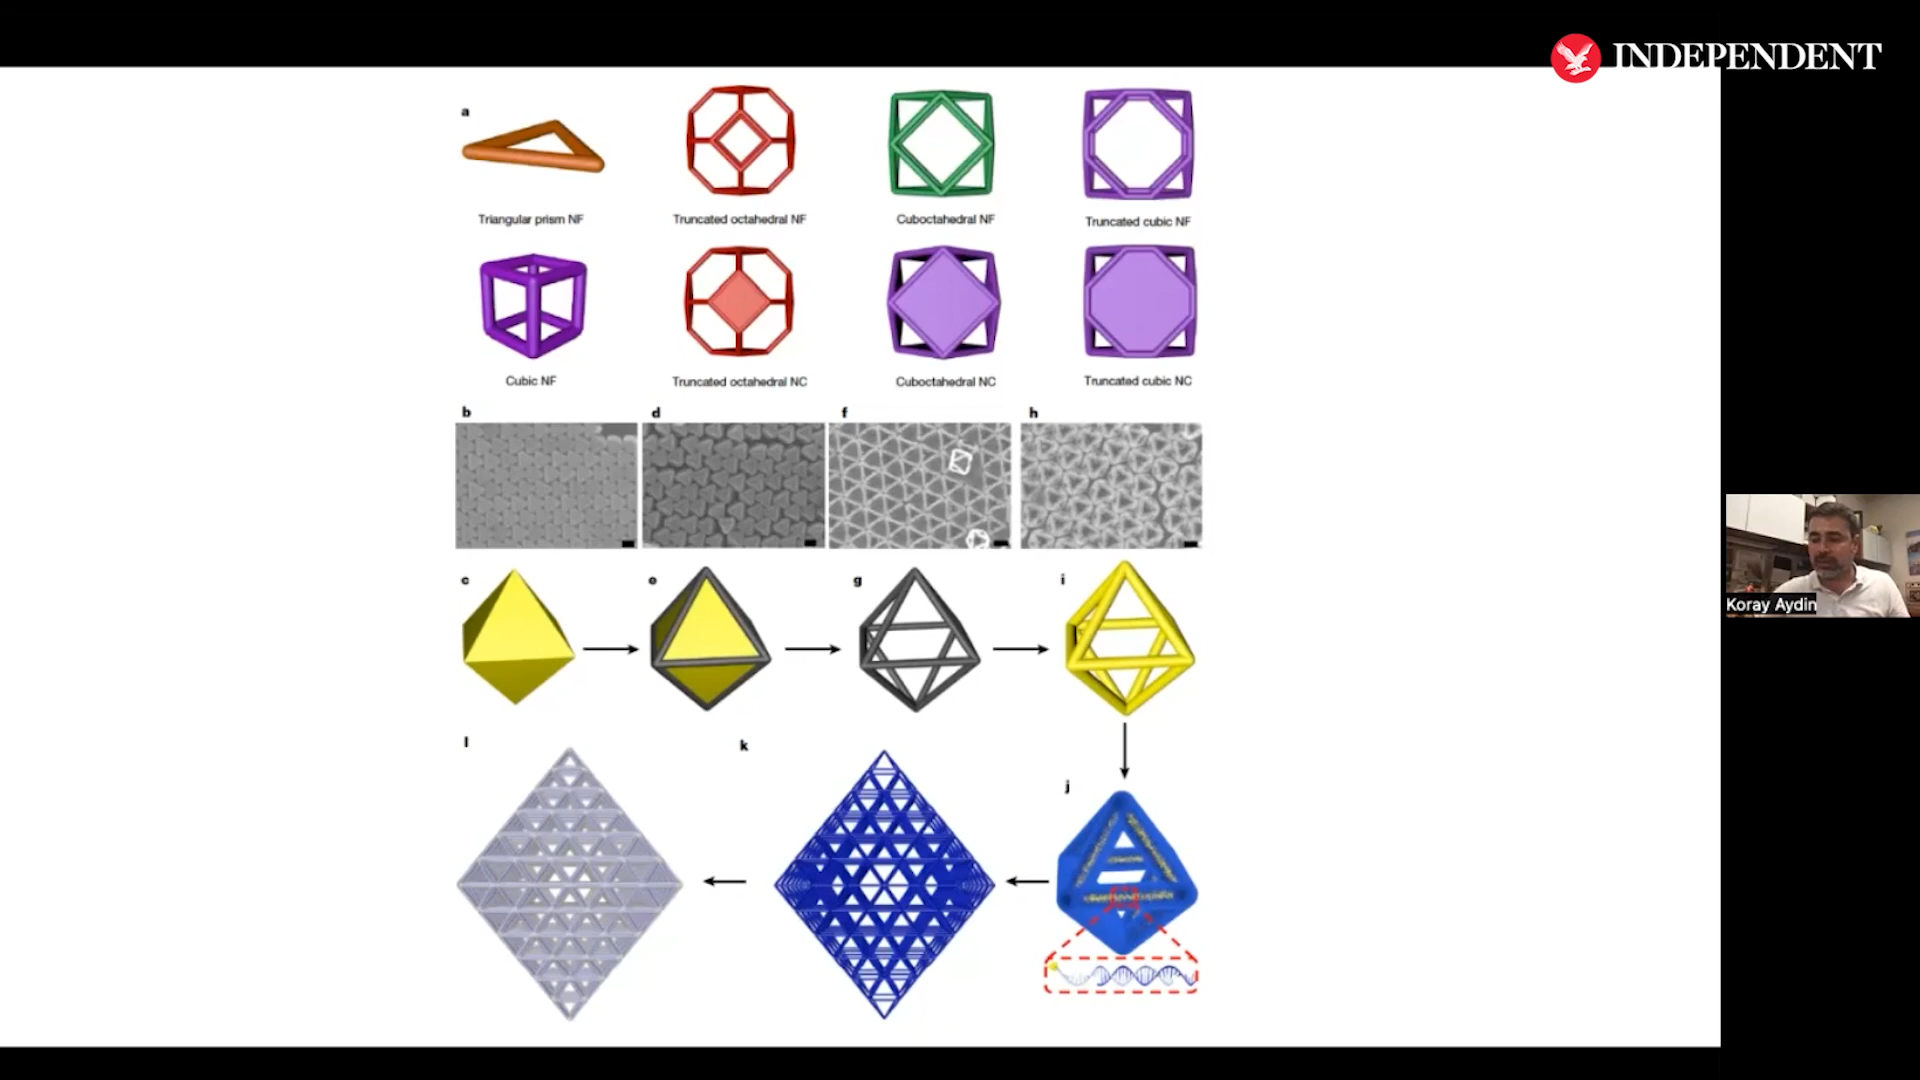 INDEPENDENT
a
Triangular prism NF
Truncated octahedral NF
Cuboctahedral NF
Truncated cubic NF
Cubic NF
Truncated octahedral NC
Cuboctahedral NC
Truncated cubic NC
b
d
f
h
c
e
g
i
l
k
j
Koray Aydin